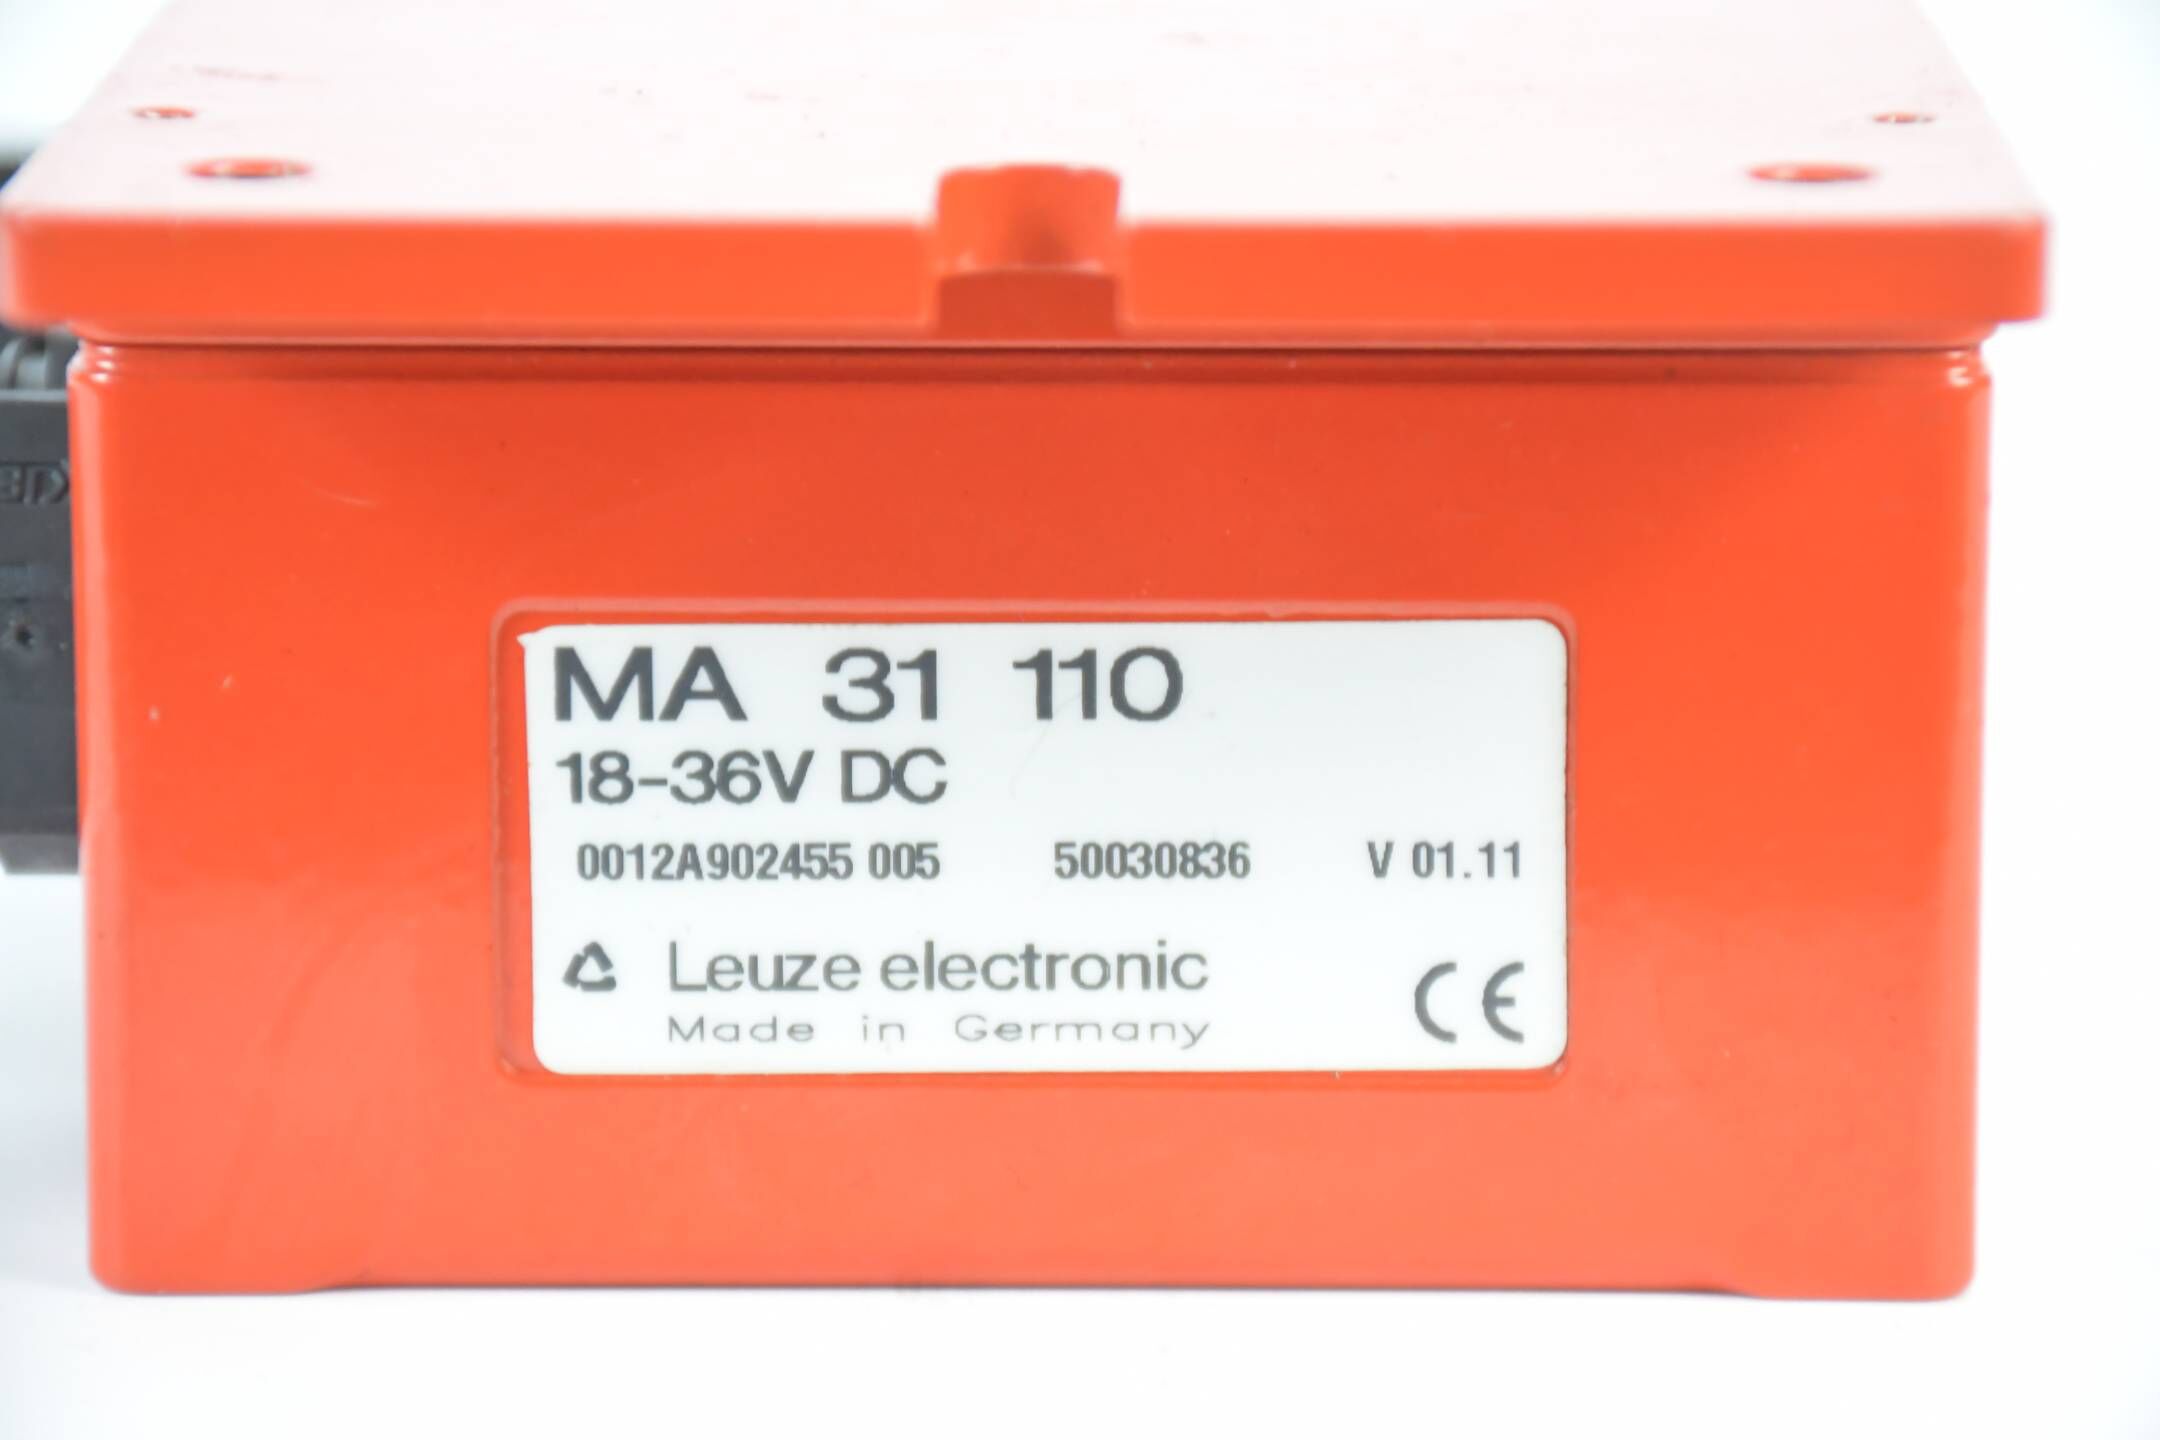 MA 31 110
18-36V DC
0012A902455 005 50030836 V 01.11
Leuze electronic
Made in Germany
CE